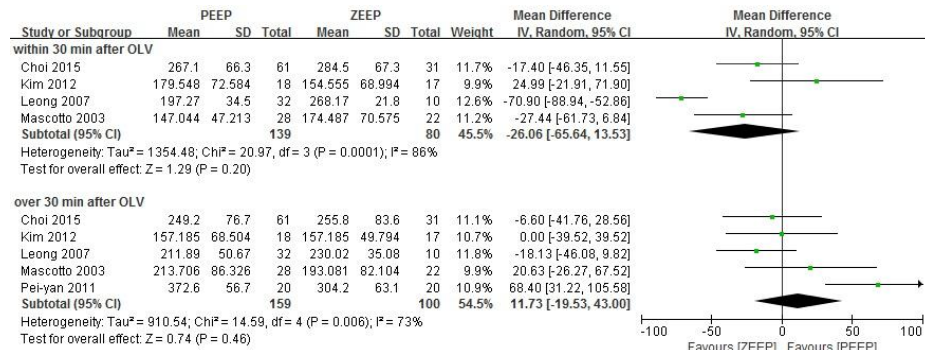 PEEP ZEEP Mean Difference Mean Difference
Study or Subgroup Mean SD Total Mean SD Total Weight IV, Random, 95% CI IV, Random, 95% CI
within 30 min after OLV
Choi 2015 267.1 66.3 61 284.5 67.3 31 11.7% -17.40 [-46.35, 11.55]
Kim 2012 179.548 72.584 18 154.555 68.994 17 9.9% 24.99 [-21.91, 71.90]
Leong 2007 197.27 34.5 32 268.17 21.8 10 12.6% -70.90 [-88.94, -52.86]
Mascotto 2003 147.044 47.213 28 174.487 70.575 22 11.2% -27.44 [-61.73, 6.84]
Subtotal (95% CI) 139 80 45.5% -26.06 [-65.64, 13.53]
Heterogeneity: Tau² = 1354.48; Chi² = 20.97, df = 3 (P = 0.0001); I² = 86%
Test for overall effect: Z = 1.29 (P = 0.20)
over 30 min after OLV
Choi 2015 249.2 76.7 61 255.8 83.6 31 11.1% -6.60 [-41.76, 28.56]
Kim 2012 157.185 68.504 18 157.185 49.794 17 10.7% 0.00 [-39.52, 39.52]
Leong 2007 211.89 50.67 32 230.02 35.08 10 11.8% -18.13 [-46.08, 9.82]
Mascotto 2003 213.706 86.326 28 193.081 82.104 22 9.9% 20.63 [-26.27, 67.52]
Pei-yan 2011 372.6 56.7 20 304.2 63.1 20 10.9% 68.40 [31.22, 105.58]
Subtotal (95% CI) 159 100 54.5% 11.73 [-19.53, 43.00]
Heterogeneity: Tau² = 910.54; Chi² = 14.59, df = 4 (P = 0.006); I² = 73%
Test for overall effect: Z = 0.74 (P = 0.46)
-100 -50 0 50 100
Favours [ZEEP] Favours [PEEP]